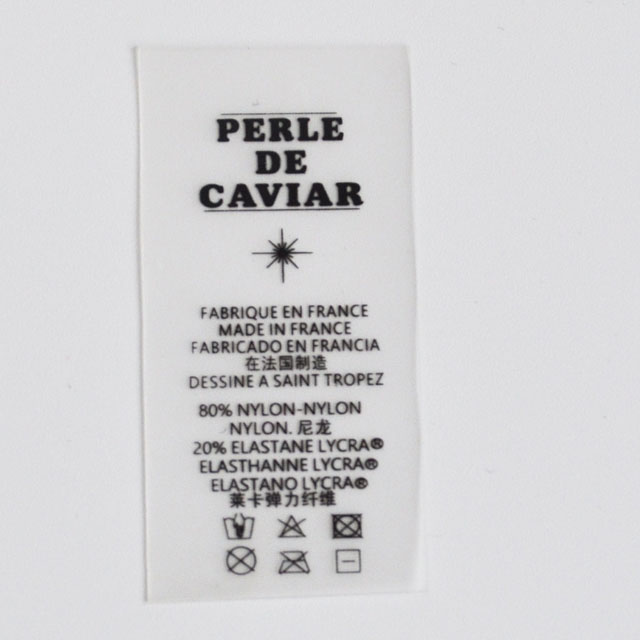 PERLE
DE
CAVIAR
FABRIQUE EN FRANCE
MADE IN FRANCE
FABRICADO EN FRANCIA
在法国制造
DESSINE A SAINT TROPEZ
80% NYLON-NYLON
NYLON. 尼龙
20% ELASTANE LYCRA®
ELASTHANNE LYCRA®
ELASTANO LYCRA®
莱卡弹力纤维